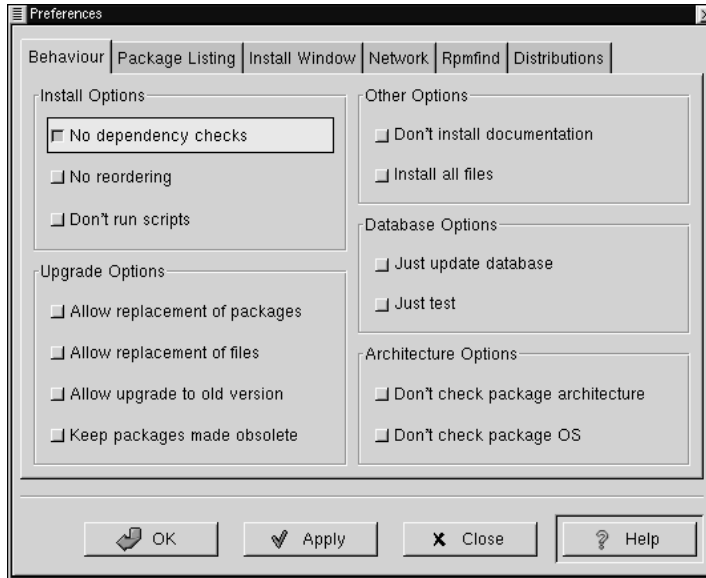 Preferences
Behaviour
Package Listing
Install Window
Network
Rpmfind
Distributions
Install Options
No dependency checks
No reordering
Don't run scripts
Upgrade Options
Allow replacement of packages
Allow replacement of files
Allow upgrade to old version
Keep packages made obsolete
Other Options
Don't install documentation
Install all files
Database Options
Just update database
Just test
Architecture Options
Don't check package architecture
Don't check package OS
OK
Apply
Close
Help